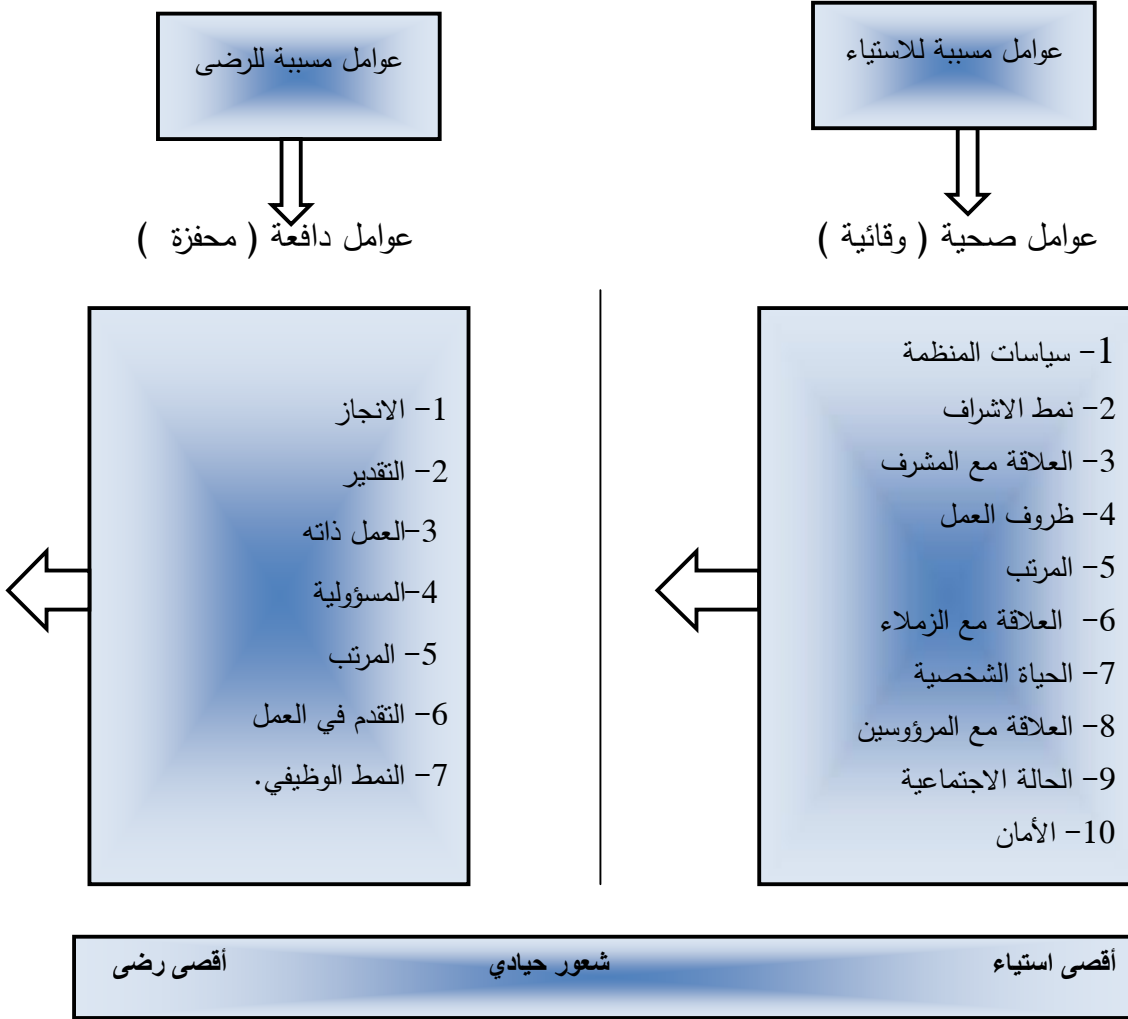 عوامل مسببة للاستياء
عوامل صحية ( وقائية )
1- سياسات المنظمة
2- نمط الاشراف
3- العلاقة مع المشرف
4- ظروف العمل
5- المرتب
6- العلاقة مع الزملاء
7- الحياة الشخصية
8- العلاقة مع المرؤوسين
9- الحالة الاجتماعية
10- الأمان
عوامل مسببة للرضى
عوامل دافعة ( محفزة )
1- الانجاز
2- التقدير
3-العمل ذاته
4-المسؤولية
5- المرتب
6- التقدم في العمل
7- النمط الوظيفي.
أقصى استياء
شعور حيادي
أقصى رضى